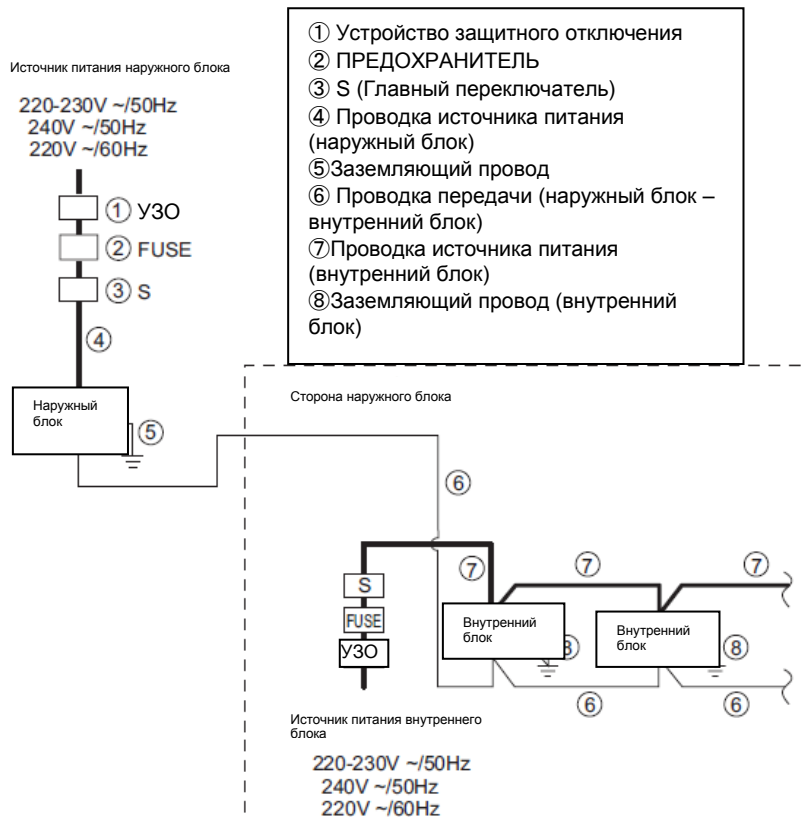 ① Устройство защитного отключения
② ПРЕДОХРАНИТЕЛЬ
③ S (Главный переключатель)
④ Проводка источника питания
(наружный блок)
⑤Заземляющий провод
⑥ Проводка передачи (наружный блок –
внутренний блок)
⑦Проводка источника питания
(внутренний блок)
⑧Заземляющий провод (внутренний
блок)
Источник питания наружного блока
220-230V ~/50Hz
240V ~/50Hz
220V ~/60Hz
① УЗО
② FUSE
③ S
④
Наружный
блок
⑤
Сторона наружного блока
⑥
⑦
⑦
⑦
S
FUSE
УЗО
Внутренний
блок
⑧
Внутренний
блок
⑧
⑥
⑥
Источник питания внутреннего
блока
220-230V ~/50Hz
240V ~/50Hz
220V ~/60Hz